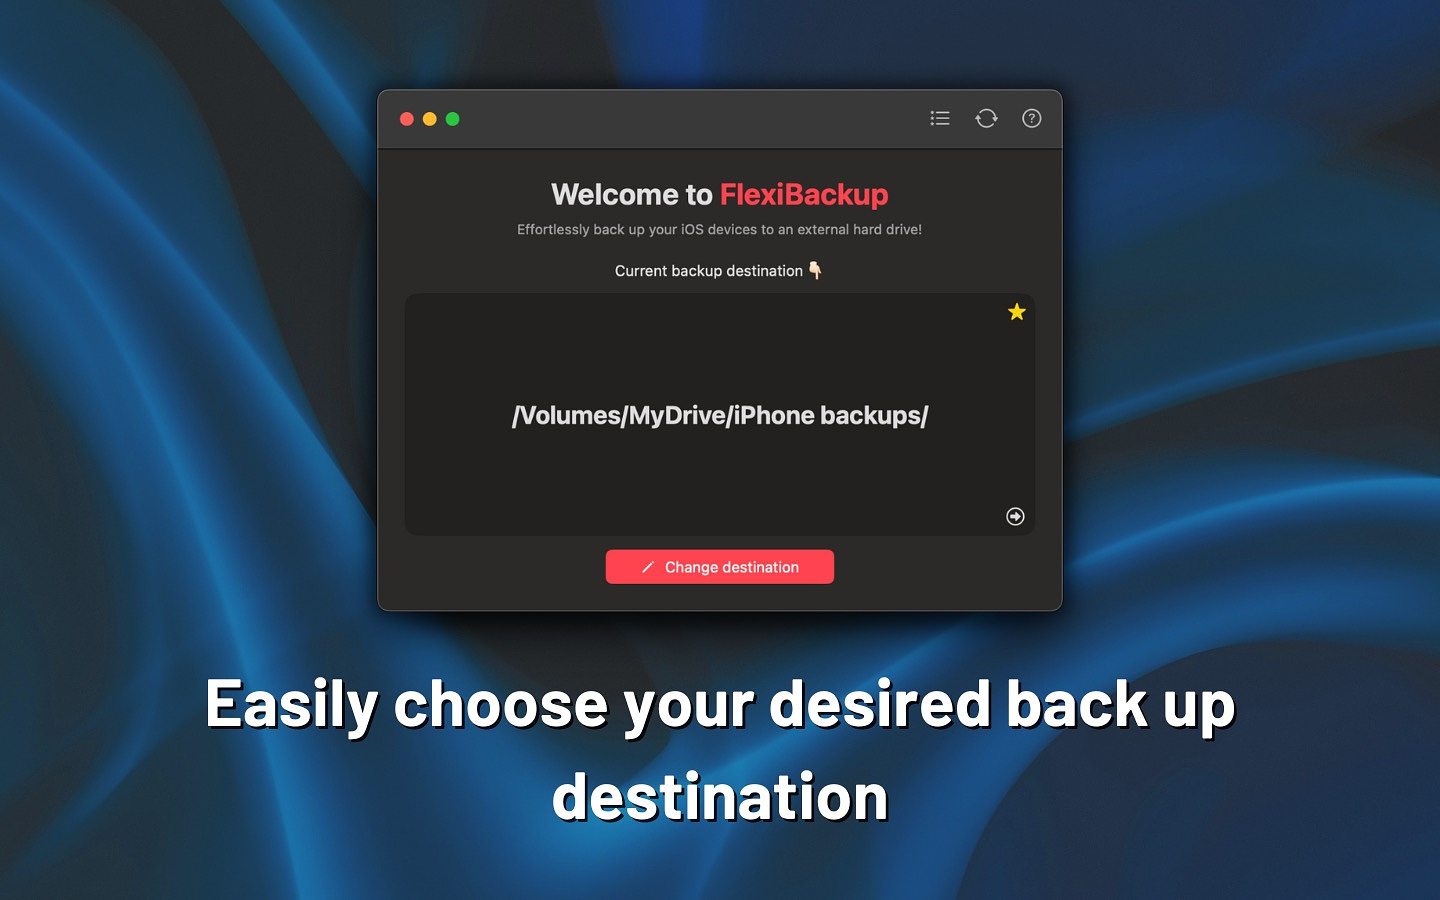 Welcome to FlexiBackup
Effortlessly back up your iOS devices to an external hard drive!
Current backup destination 👇🏻
/Volumes/MyDrive/iPhone backups/
Change destination
Easily choose your desired back up
destination